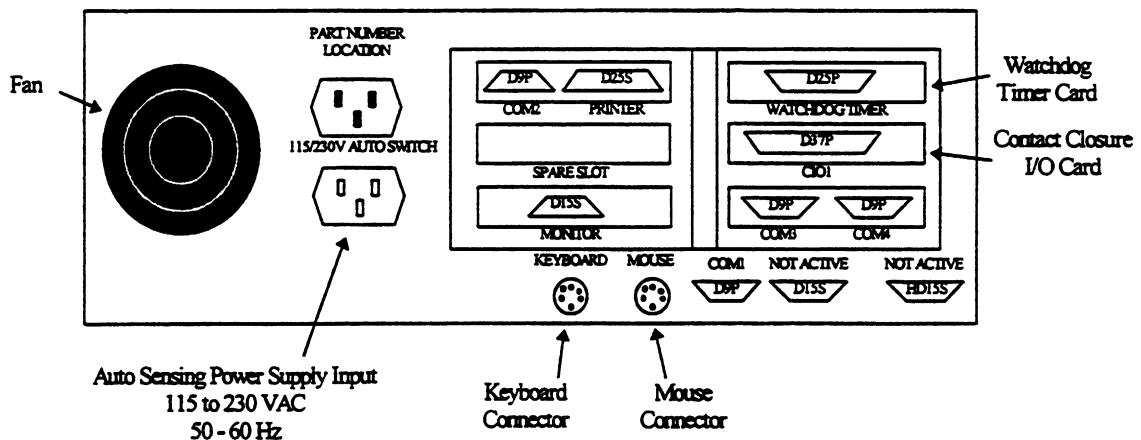 PART NUMBER
LOCATION
Fan
115/230V AUTO SWITCH
D9P
D25S
COM2
PRINTER
SPARE SLOT
D15S
MONITOR
D25P
WATCHDOG TIMER
D37P
CIO1
D9P
D9P
COM3
COM4
Watchdog
Timer Card
Contact Closure
I/O Card
KEYBOARD
MOUSE
COM1
NOT ACTIVE
NOT ACTIVE
D9P
D15S
HD15S
Auto Sensing Power Supply Input
115 to 230 VAC
50 - 60 Hz
Keyboard
Connector
Mouse
Connector